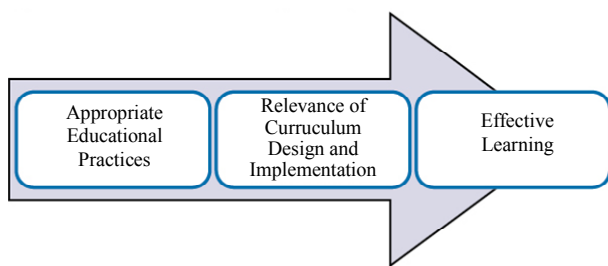 Appropriate
Educational
Practices
Relevance of
Curruculum
Design and
Implementation
Effective
Learning